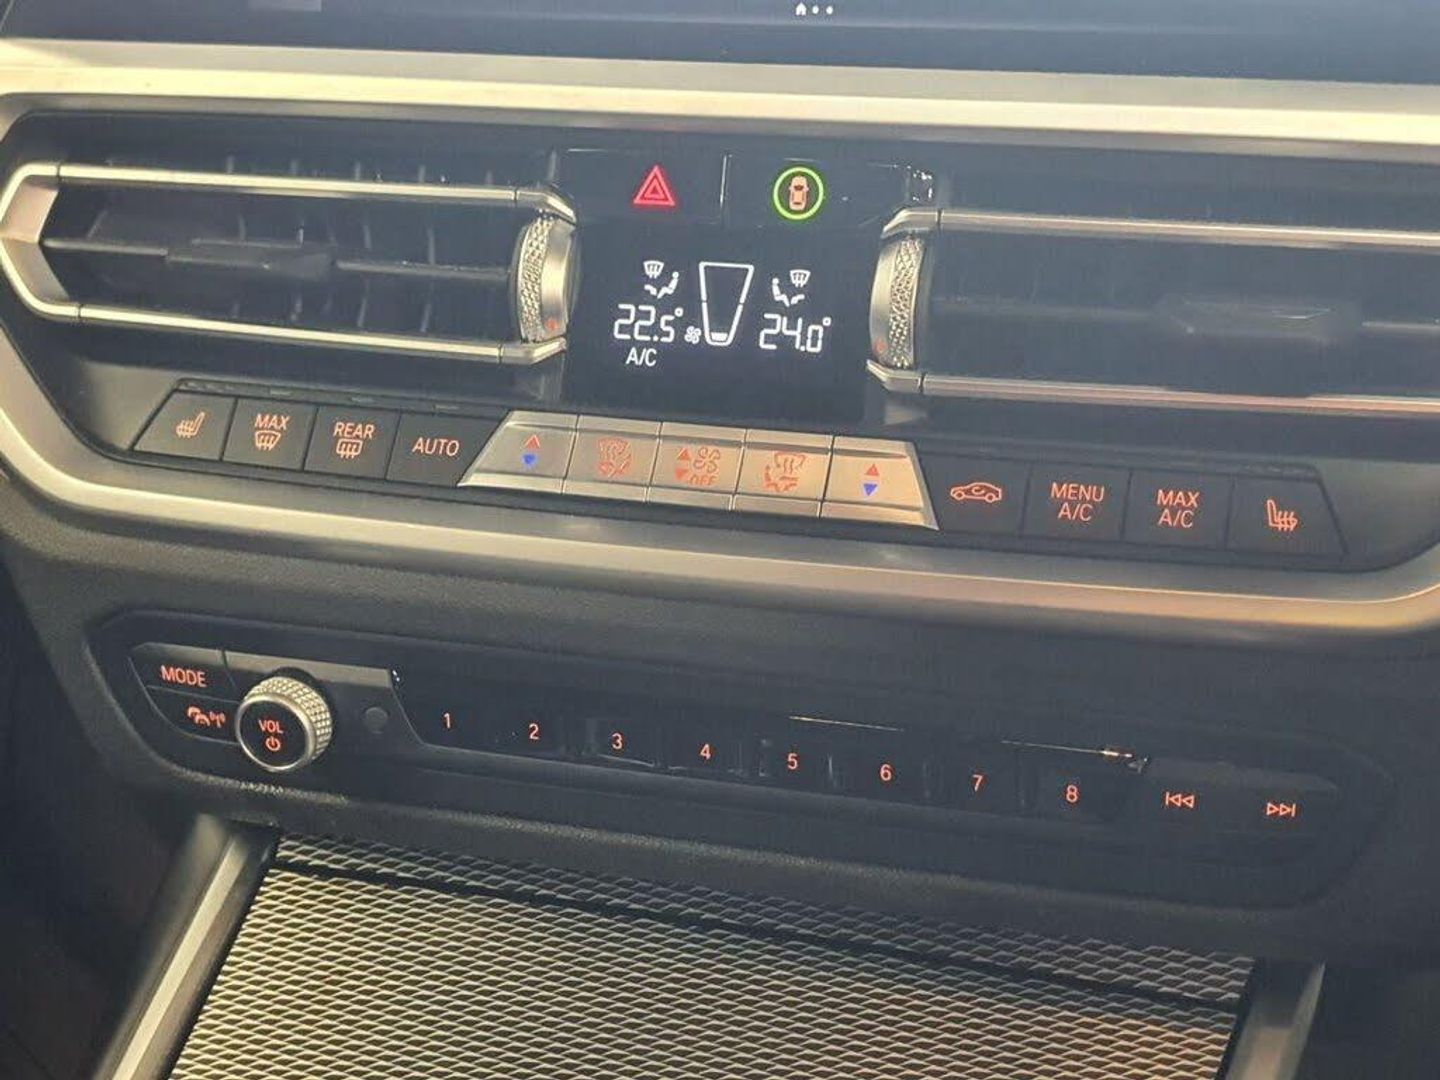 22.5°
24.0°
A/C
MAX
REAR
AUTO
OFF
MENU
A/C
MAX
A/C
MODE
VOL
1
2
3
4
5
6
7
8